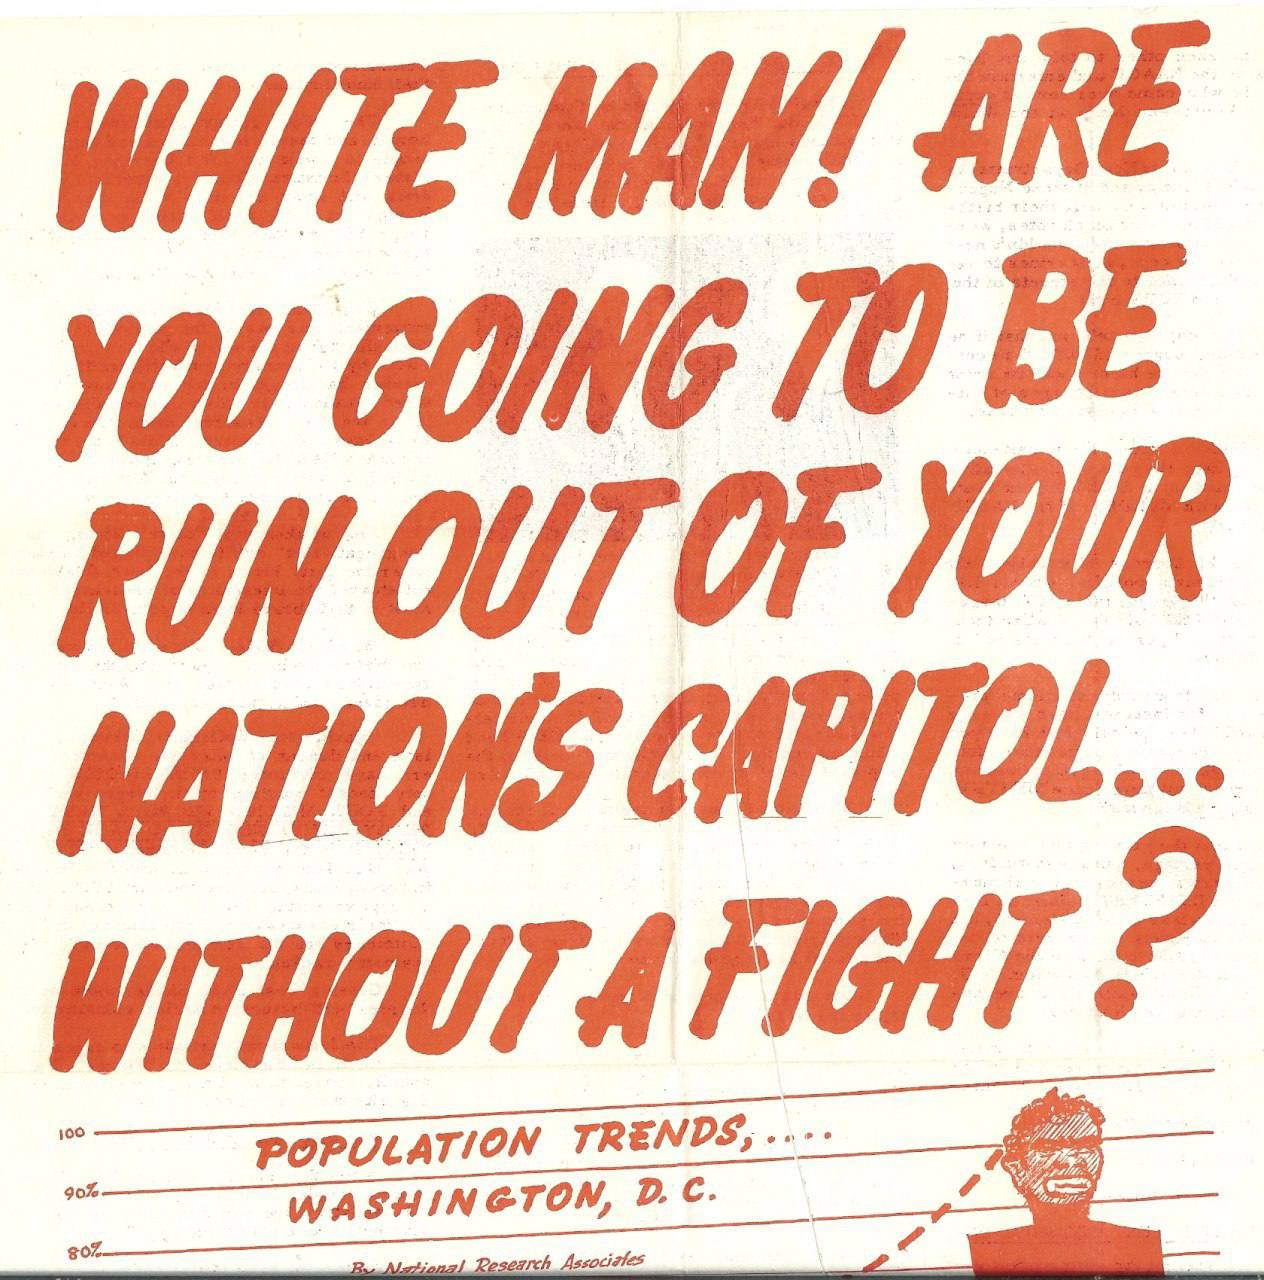 WHITE MAN! ARE
YOU GOING TO BE
RUN OUT OF YOUR
NATION'S CAPITOL...
WITHOUT A FIGHT?
100
POPULATION TRENDS,....
90%
WASHINGTON, D.C.
80%
By National Research Associates